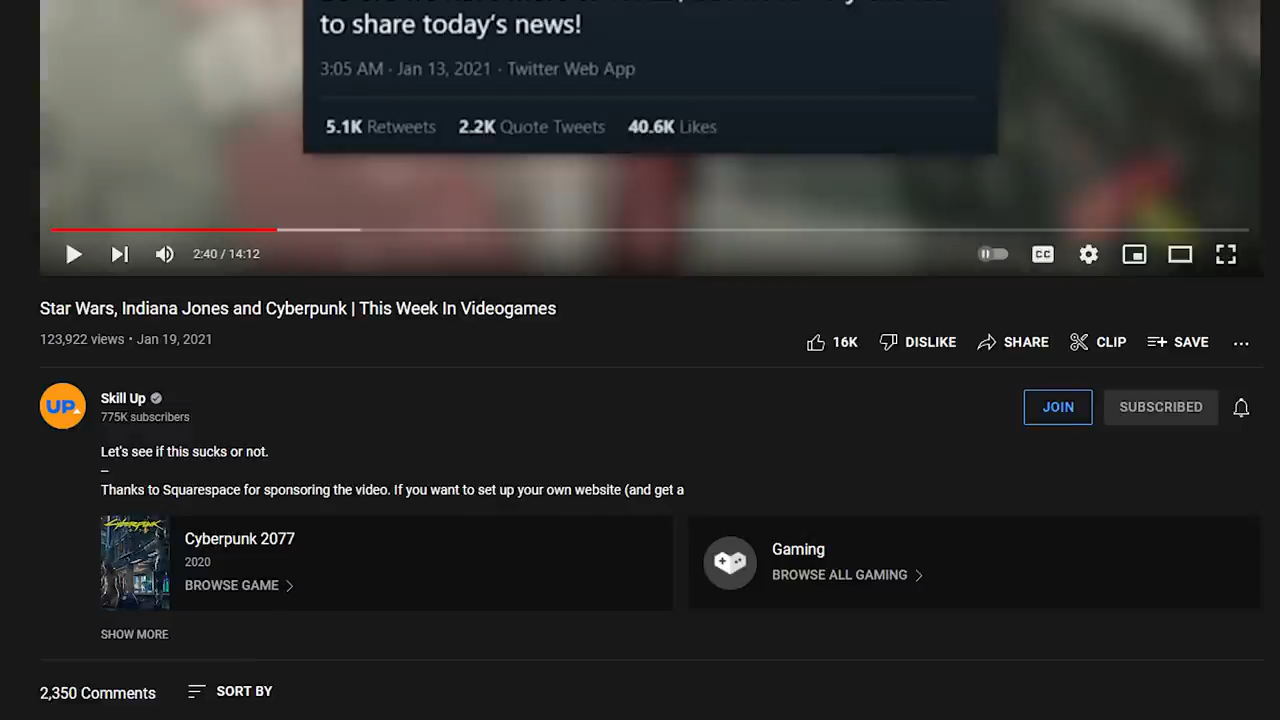 to share today's news!
3:05 AM · Jan 13, 2021 · Twitter Web App
5.1K Retweets 2.2K Quote Tweets 40.6K Likes
2:40 / 14:12
CC
Star Wars, Indiana Jones and Cyberpunk | This Week In Videogames
123,922 views • Jan 19, 2021
16K DISLIKE SHARE CLIP SAVE ...
UP
Skill Up
775K subscribers
JOIN SUBSCRIBED
Let's see if this sucks or not.
–
Thanks to Squarespace for sponsoring the video. If you want to set up your own website (and get a
Cyberpunk
Cyberpunk 2077
2020
BROWSE GAME
Gaming
BROWSE ALL GAMING
SHOW MORE
2,350 Comments SORT BY